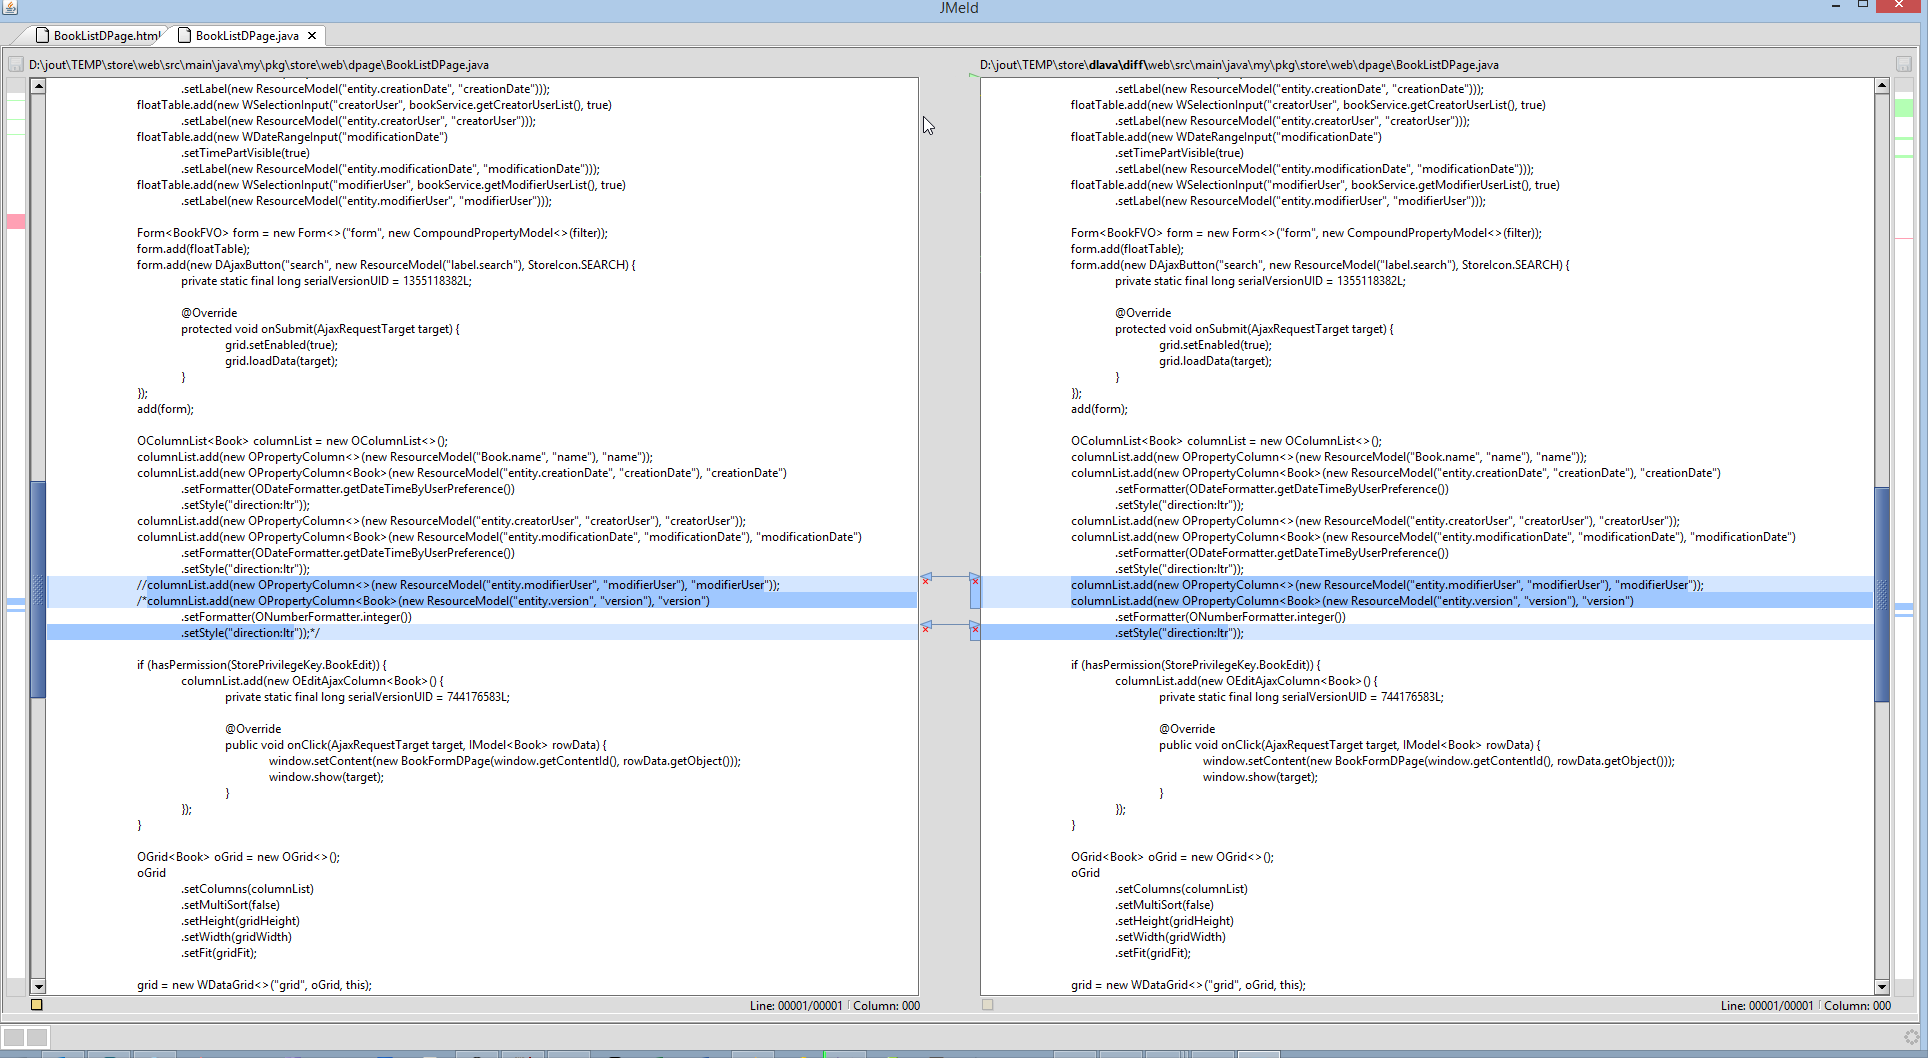 JMeld
BookListDPage.html
BookListDPage.java
D:\jout\TEMP\store\web\src\main\java\my\pkg\store\web\dpage\BookListDPage.java
.setLabel(new ResourceModel("entity.creationDate", "creationDate")));
floatTable.add(new WSelectionInput("creatorUser", bookService.getCreatorUserList(), true)
.setLabel(new ResourceModel("entity.creatorUser", "creatorUser")));
floatTable.add(new WDateRangeInput("modificationDate")
.setTimePartVisible(true)
.setLabel(new ResourceModel("entity.modificationDate", "modificationDate")));
floatTable.add(new WSelectionInput("modifierUser", bookService.getModifierUserList(), true)
.setLabel(new ResourceModel("entity.modifierUser", "modifierUser")));
Form<BookFVO> form = new Form<>("form", new CompoundPropertyModel<>(filter));
form.add(floatTable);
form.add(new DAjaxButton("search", new ResourceModel("label.search"), StoreIcon.SEARCH) {
private static final long serialVersionUID = 1355118382L;
@Override
protected void onSubmit(AjaxRequestTarget target) {
grid.setEnabled(true);
grid.loadData(target);
}
});
add(form);
OColumnList<Book> columnList = new OColumnList<>();
columnList.add(new OPropertyColumn<>(new ResourceModel("Book.name", "name"), "name"));
columnList.add(new OPropertyColumn<Book>(new ResourceModel("entity.creationDate", "creationDate"), "creationDate")
.setFormatter(ODateFormatter.getDateTimeByUserPreference())
.setStyle("direction:ltr"));
columnList.add(new OPropertyColumn<>(new ResourceModel("entity.creatorUser", "creatorUser"), "creatorUser"));
columnList.add(new OPropertyColumn<Book>(new ResourceModel("entity.modificationDate", "modificationDate"), "modificationDate")
.setFormatter(ODateFormatter.getDateTimeByUserPreference())
.setStyle("direction:ltr"));
//columnList.add(new OPropertyColumn<>(new ResourceModel("entity.modifierUser", "modifierUser"), "modifierUser"));
/*columnList.add(new OPropertyColumn<Book>(new ResourceModel("entity.version", "version"), "version")
.setFormatter(ONumberFormatter.integer())
.setStyle("direction:ltr"));*/
if (hasPermission(StorePrivilegeKey.BookEdit)) {
columnList.add(new OEditAjaxColumn<Book>() {
private static final long serialVersionUID = 744176583L;
@Override
public void onClick(AjaxRequestTarget target, IModel<Book> rowData) {
window.setContent(new BookFormDPage(window.getContentId(), rowData.getObject()));
window.show(target);
}
});
}
OGrid<Book> oGrid = new OGrid<>();
oGrid
.setColumns(columnList)
.setMultiSort(false)
.setHeight(gridHeight)
.setWidth(gridWidth)
.setFit(gridFit);
grid = new WDataGrid<>("grid", oGrid, this);
Line: 00001/00001 Column: 000
D:\jout\TEMP\store\dlava\diff\web\src\main\java\my\pkg\store\web\dpage\BookListDPage.java
.setLabel(new ResourceModel("entity.creationDate", "creationDate")));
floatTable.add(new WSelectionInput("creatorUser", bookService.getCreatorUserList(), true)
.setLabel(new ResourceModel("entity.creatorUser", "creatorUser")));
floatTable.add(new WDateRangeInput("modificationDate")
.setTimePartVisible(true)
.setLabel(new ResourceModel("entity.modificationDate", "modificationDate")));
floatTable.add(new WSelectionInput("modifierUser", bookService.getModifierUserList(), true)
.setLabel(new ResourceModel("entity.modifierUser", "modifierUser")));
Form<BookFVO> form = new Form<>("form", new CompoundPropertyModel<>(filter));
form.add(floatTable);
form.add(new DAjaxButton("search", new ResourceModel("label.search"), StoreIcon.SEARCH) {
private static final long serialVersionUID = 1355118382L;
@Override
protected void onSubmit(AjaxRequestTarget target) {
grid.setEnabled(true);
grid.loadData(target);
}
});
add(form);
OColumnList<Book> columnList = new OColumnList<>();
columnList.add(new OPropertyColumn<>(new ResourceModel("Book.name", "name"), "name"));
columnList.add(new OPropertyColumn<Book>(new ResourceModel("entity.creationDate", "creationDate"), "creationDate")
.setFormatter(ODateFormatter.getDateTimeByUserPreference())
.setStyle("direction:ltr"));
columnList.add(new OPropertyColumn<>(new ResourceModel("entity.creatorUser", "creatorUser"), "creatorUser"));
columnList.add(new OPropertyColumn<Book>(new ResourceModel("entity.modificationDate", "modificationDate"), "modificationDate")
.setFormatter(ODateFormatter.getDateTimeByUserPreference())
.setStyle("direction:ltr"));
columnList.add(new OPropertyColumn<>(new ResourceModel("entity.modifierUser", "modifierUser"), "modifierUser"));
columnList.add(new OPropertyColumn<Book>(new ResourceModel("entity.version", "version"), "version")
.setFormatter(ONumberFormatter.integer())
.setStyle("direction:ltr"));
if (hasPermission(StorePrivilegeKey.BookEdit)) {
columnList.add(new OEditAjaxColumn<Book>() {
private static final long serialVersionUID = 744176583L;
@Override
public void onClick(AjaxRequestTarget target, IModel<Book> rowData) {
window.setContent(new BookFormDPage(window.getContentId(), rowData.getObject()));
window.show(target);
}
});
}
OGrid<Book> oGrid = new OGrid<>();
oGrid
.setColumns(columnList)
.setMultiSort(false)
.setHeight(gridHeight)
.setWidth(gridWidth)
.setFit(gridFit);
grid = new WDataGrid<>("grid", oGrid, this);
Line: 00001/00001 Column: 000